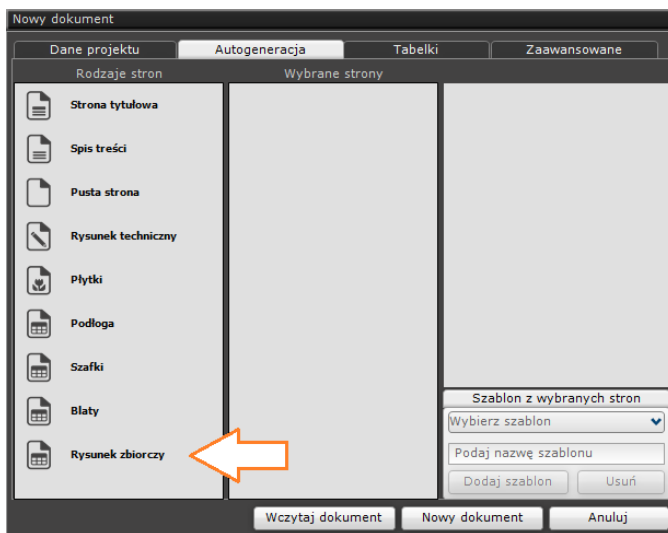 Nowy dokument
Dane projektu
Autogeneracja
Tabelki
Zaawansowane
Rodzaje stron
Wybrane strony
Strona tytułowa
Spis treści
Pusta strona
Rysunek techniczny
Płytki
Podłoga
Szafki
Blaty
Rysunek zbiorczy
Szablon z wybranych stron
Wybierz szablon
Podaj nazwę szablonu
Dodaj szablon
Usuń
Wczytaj dokument
Nowy dokument
Anuluj